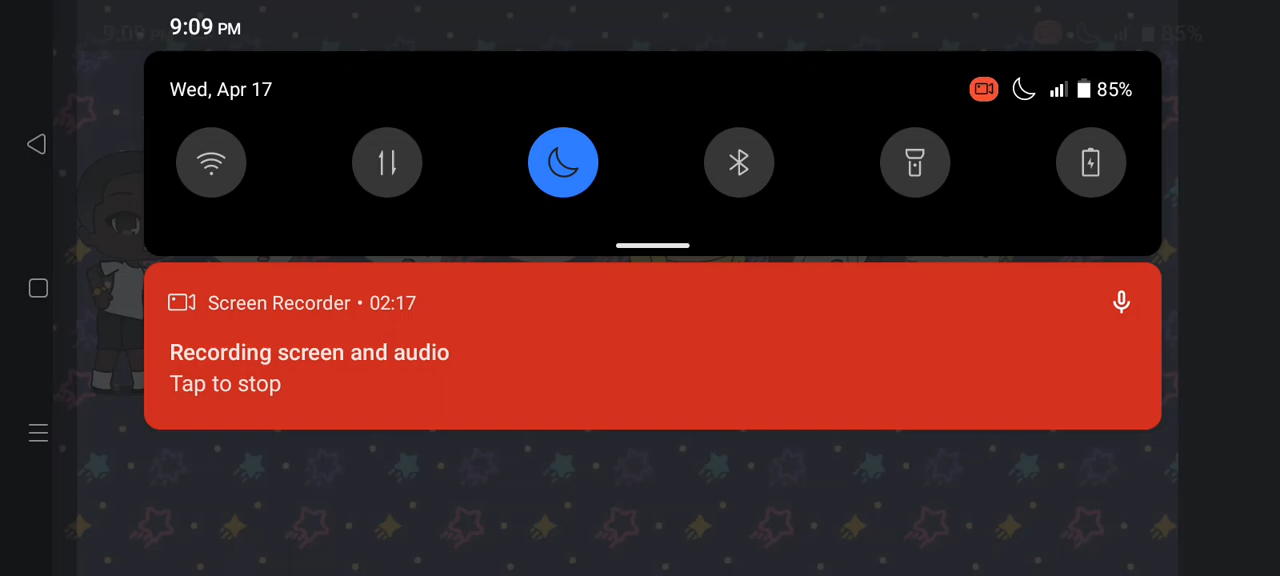 9:09 PM
Wed, Apr 17
85%
Screen Recorder • 02:17
Recording screen and audio
Tap to stop